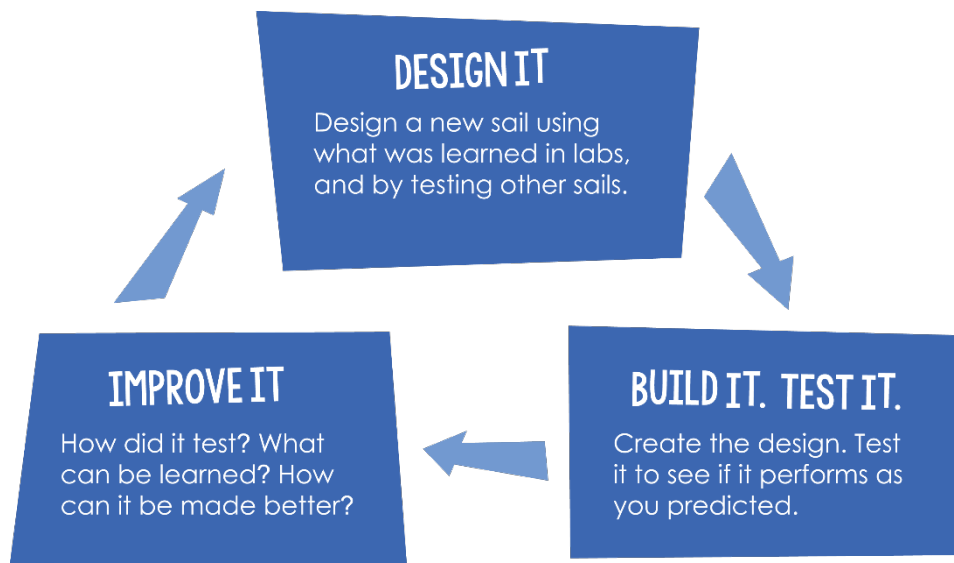 DESIGN IT
Design a new sail using
what was learned in labs,
and by testing other sails.
BUILD IT. TEST IT.
Create the design. Test
it to see if it performs as
you predicted.
IMPROVE IT
How did it test? What
can be learned? How
can it be made better?